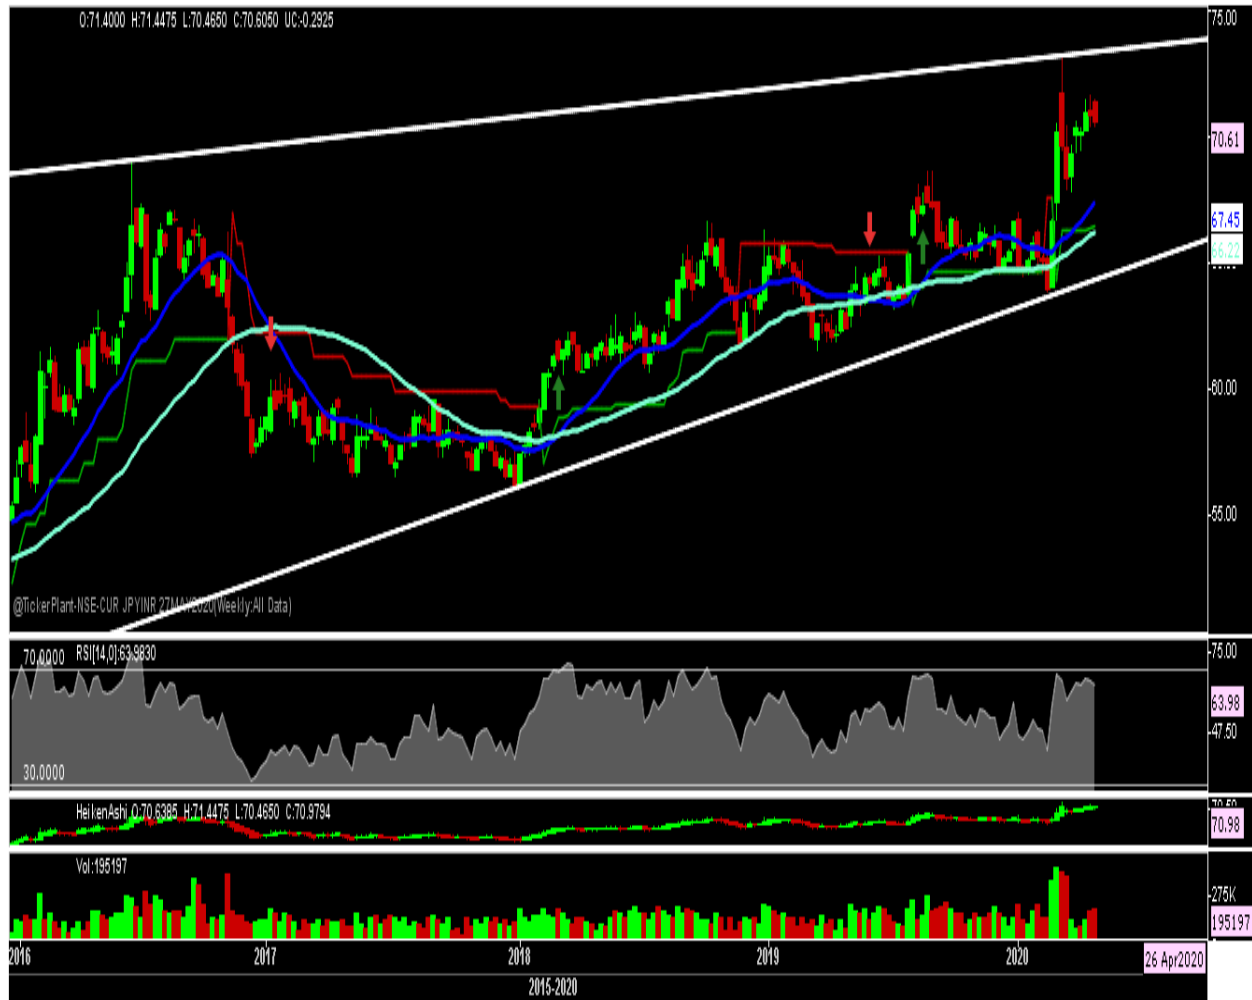 O:71.4000 H:71.4475 L:70.4650 C:70.6050 UC:-0.2925
75.00
70.61
67.45
66.22
60.00
55.00
@TickerPlant-NSE-CUR JPYINR 27MAY2020(Weekly:All Data)
70.0000 RSI[14,0]:63.9830
75.00
63.98
47.50
30.0000
HeikenAshi O:70.6385 H:71.4475 L:70.4650 C:70.9794
70.98
Vol:195197
275K
195197
2016 2017 2018 2019 2020 26 Apr2020
2015-2020